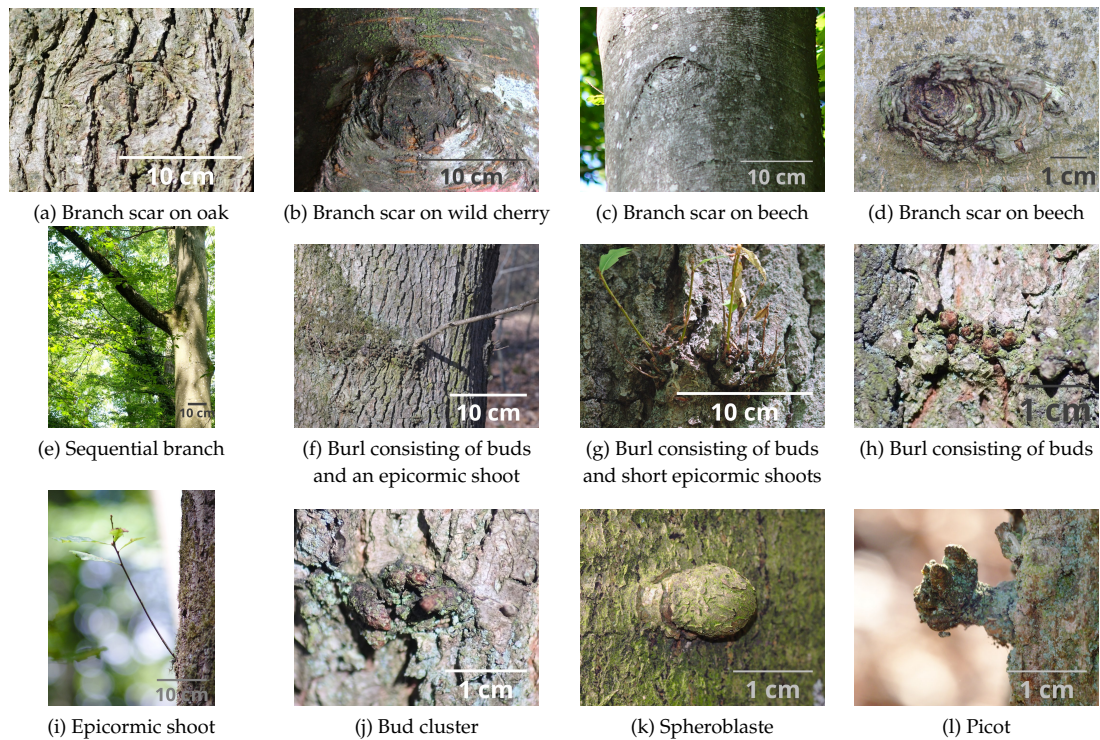 10 cm
10 cm
10 cm
1 cm
(a) Branch scar on oak
(b) Branch scar on wild cherry
(c) Branch scar on beech
(d) Branch scar on beech
10 cm
10 cm
10 cm
1 cm
(e) Sequential branch
(f) Burl consisting of buds
and an epicormic shoot
(g) Burl consisting of buds
and short epicormic shoots
(h) Burl consisting of buds
10 cm
1 cm
1 cm
1 cm
(i) Epicormic shoot
(j) Bud cluster
(k) Spheroblaste
(l) Picot